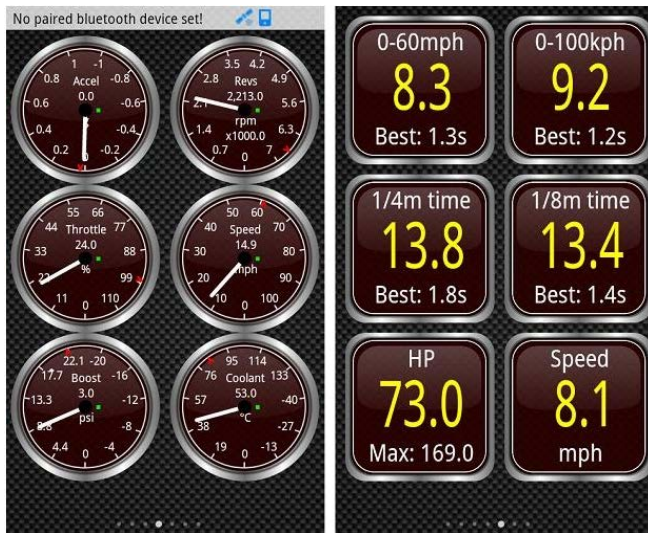 No paired bluetooth device set!
1 -1
0.8 Accel -0.8
0.0
0.6 -0.6
0.4 -0.4
0.2 0 -0.2
3.5 4.2
2.8 Revs 4.9
2,213.0
2.1 5.6
rpm
1.4 x1000.0 6.3
0.7 0 7
55 66
44 Throttle 77
24.0
33 88
%
22 99
11 0 110
50 60
40 Speed 70
14.9
30 80
mph
20 90
10 0 100
22.1 -20
17.7 Boost -16
3.0
13.3 -12
psi
8.8 -8
4.4 0 -4
95 114
76 Coolant 133
53.0
57 -40
°C
38 -27
19 0 -13
0-60mph
8.3
Best: 1.3s
0-100kph
9.2
Best: 1.2s
1/4m time
13.8
Best: 1.8s
1/8m time
13.4
Best: 1.4s
HP
73.0
Max: 169.0
Speed
8.1
mph